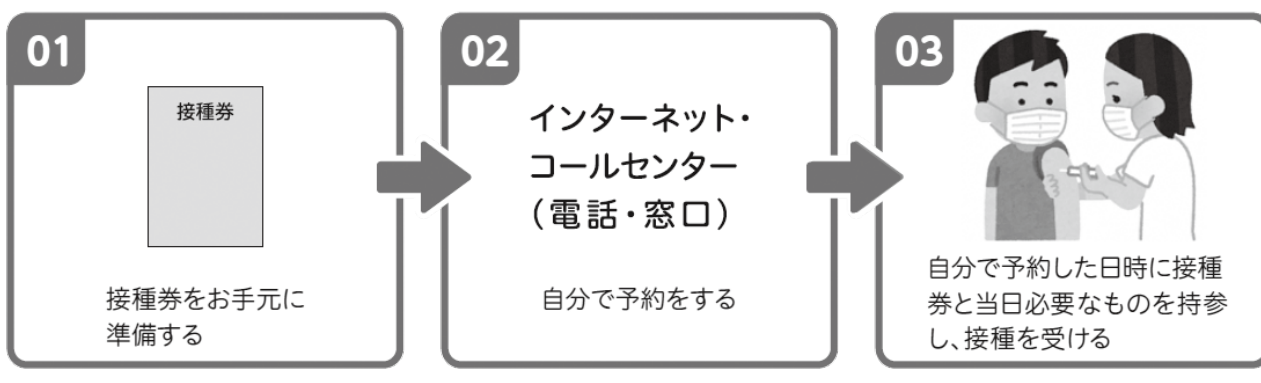 01
接種券
接種券をお手元に
準備する
02
インターネット・
コールセンター
(電話・窓口)
自分で予約をする
03
自分で予約した日時に接種
券と当日必要なものを持参
し、接種を受ける